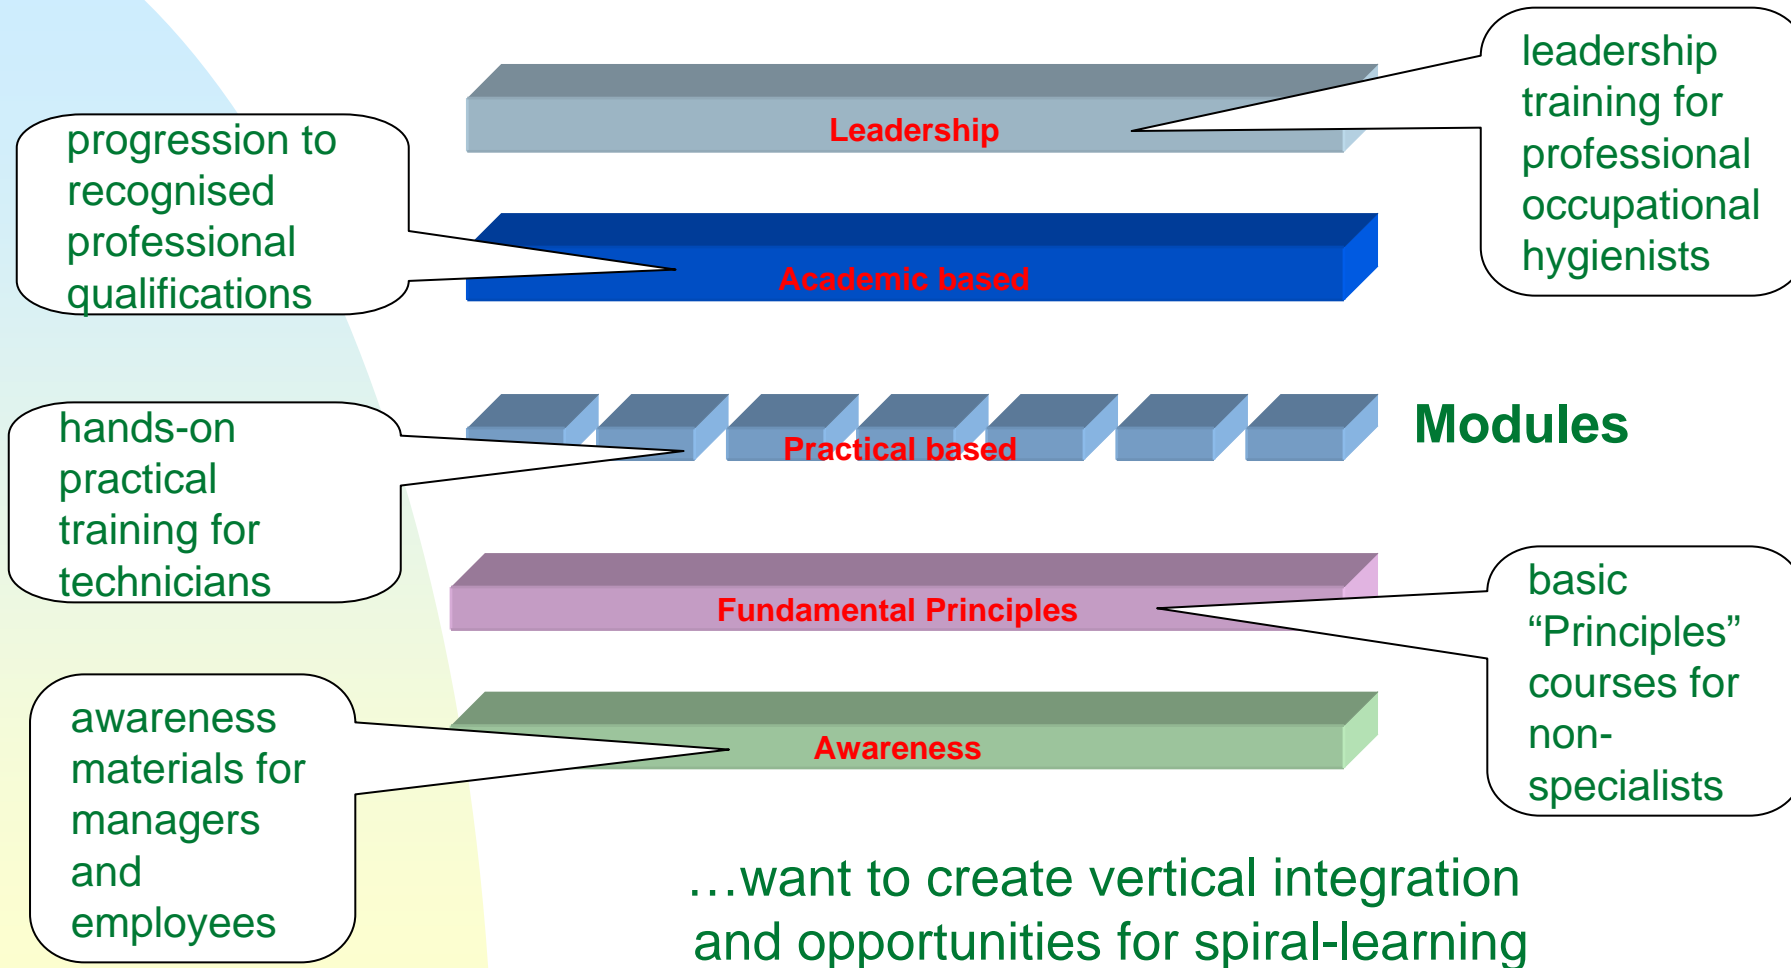 leadership
training for
professional
occupational
hygienists
Leadership
progression to
recognised
professional
qualifications
Academic based
Modules
hands-on
practical
training for
technicians
Practical based
basic
“Principles”
courses for
non-
specialists
Fundamental Principles
awareness
materials for
managers
and
employees
Awareness
…want to create vertical integration
and opportunities for spiral-learning